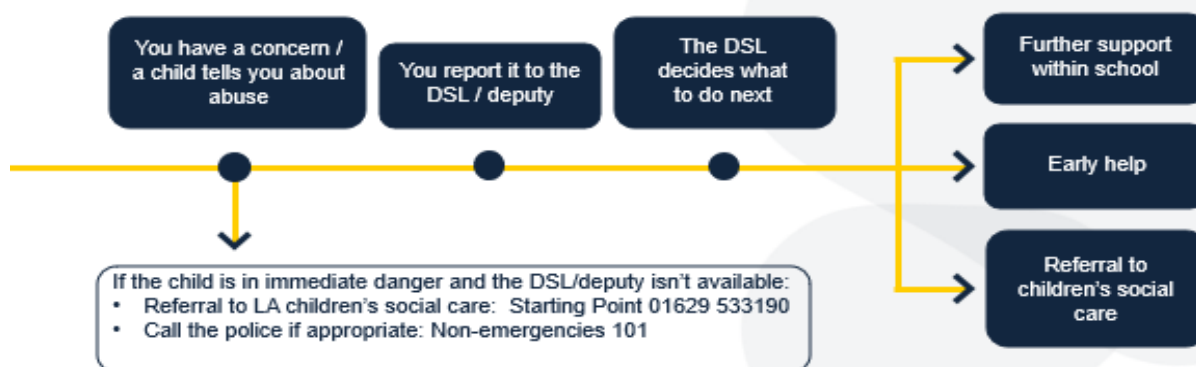 You have a concern /
a child tells you about
abuse
You report it to the
DSL / deputy
The DSL
decides what
to do next
Further support
within school
Early help
Referral to
children's social
care
If the child is in immediate danger and the DSL/deputy isn't available:
• Referral to LA children's social care:  Starting Point 01629 533190
• Call the police if appropriate: Non-emergencies 101